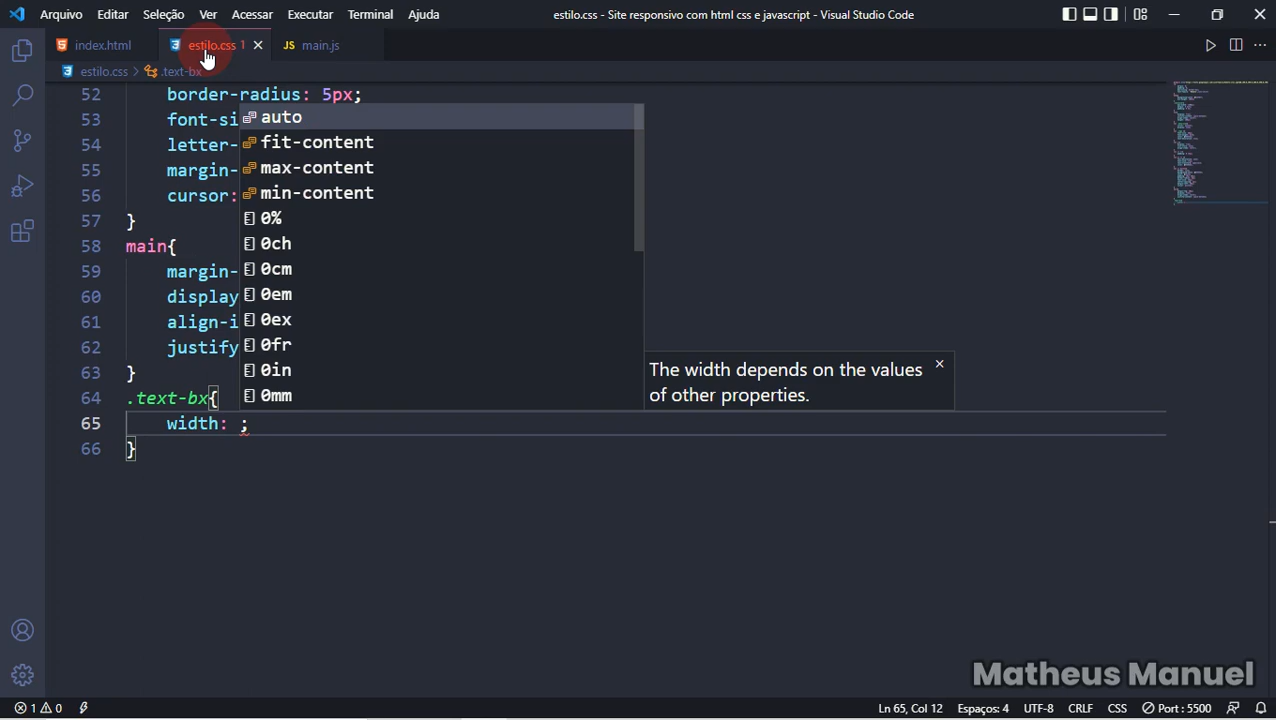 Arquivo Editar Seleção Ver Acessar Executar Terminal Ajuda estilo.css - Site responsivo com html css e javascript - Visual Studio Code
index.html estilo.css 1 JS main.js
estilo.css > .text-bx
52 border-radius: 5px;
53 font-si
54 letter-
55 margin-
56 cursor:
57 }
58 main{
59 margin-
60 display
61 align-i
62 justify
63 }
64 .text-bx{
65 width: ;
66 }
auto
fit-content
max-content
min-content
0%
0ch
0cm
0em
0ex
0fr
0in
0mm
The width depends on the values
of other properties.
Matheus Manuel
1 0 Ln 65, Col 12 Espaços: 4 UTF-8 CRLF CSS Port : 5500